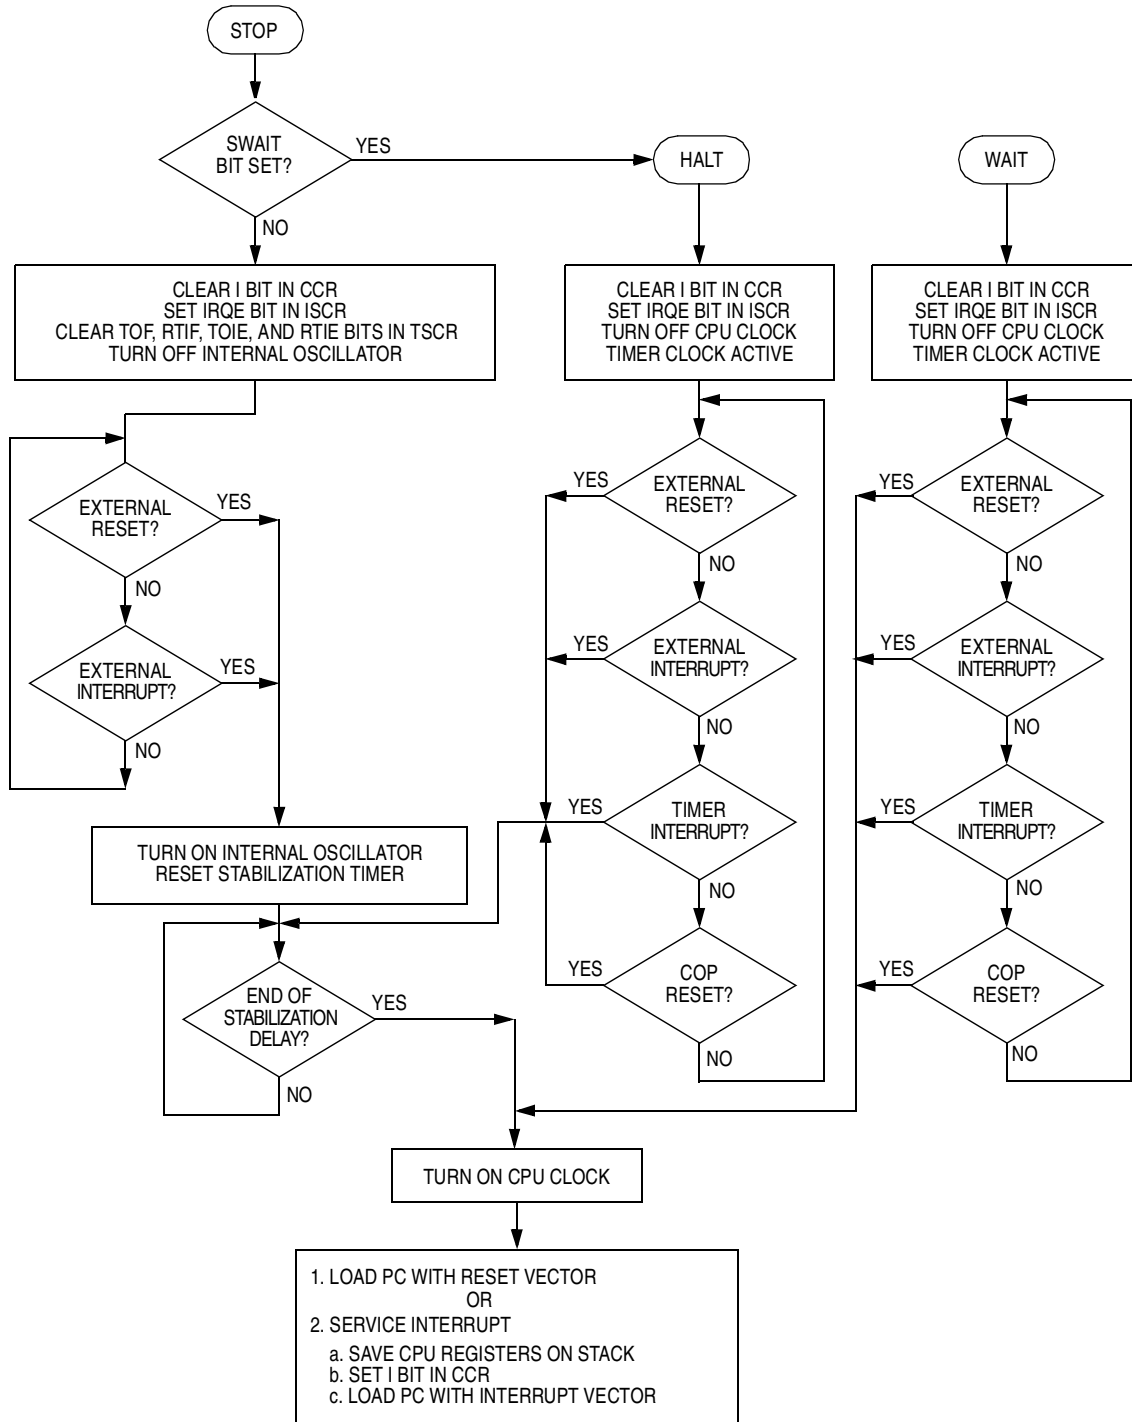 STOP
SWAIT
BIT SET?
YES
HALT
WAIT
NO
CLEAR I BIT IN CCR
SET IRQE BIT IN ISCR
CLEAR TOF, RTIF, TOIE, AND RTIE BITS IN TSCR
TURN OFF INTERNAL OSCILLATOR
CLEAR I BIT IN CCR
SET IRQE BIT IN ISCR
TURN OFF CPU CLOCK
TIMER CLOCK ACTIVE
CLEAR I BIT IN CCR
SET IRQE BIT IN ISCR
TURN OFF CPU CLOCK
TIMER CLOCK ACTIVE
EXTERNAL
RESET?
YES
NO
EXTERNAL
INTERRUPT?
YES
NO
TURN ON INTERNAL OSCILLATOR
RESET STABILIZATION TIMER
END OF
STABILIZATION
DELAY?
YES
NO
YES
EXTERNAL
RESET?
NO
YES
EXTERNAL
INTERRUPT?
NO
YES
TIMER
INTERRUPT?
NO
YES
COP
RESET?
NO
YES
EXTERNAL
RESET?
NO
YES
EXTERNAL
INTERRUPT?
NO
YES
TIMER
INTERRUPT?
NO
YES
COP
RESET?
NO
TURN ON CPU CLOCK
1. LOAD PC WITH RESET VECTOR
OR
2. SERVICE INTERRUPT
a. SAVE CPU REGISTERS ON STACK
b. SET I BIT IN CCR
c. LOAD PC WITH INTERRUPT VECTOR